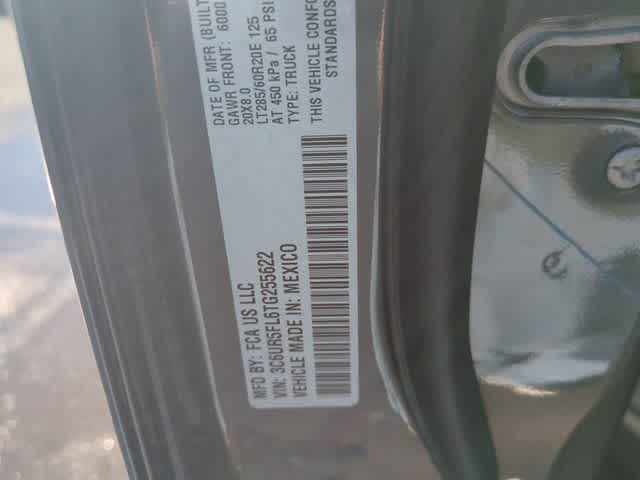 DATE OF MFR (BUILT
GAWR FRONT: 6000
20X8.0
LT285/60R20E 125
AT 450 kPa / 65 PSI
TYPE: TRUCK
THIS VEHICLE CONFO
STANDARDS
MFD BY: FCA US LLC
VIN: 3C6UR5FL6TG255622
VEHICLE MADE IN: MEXICO